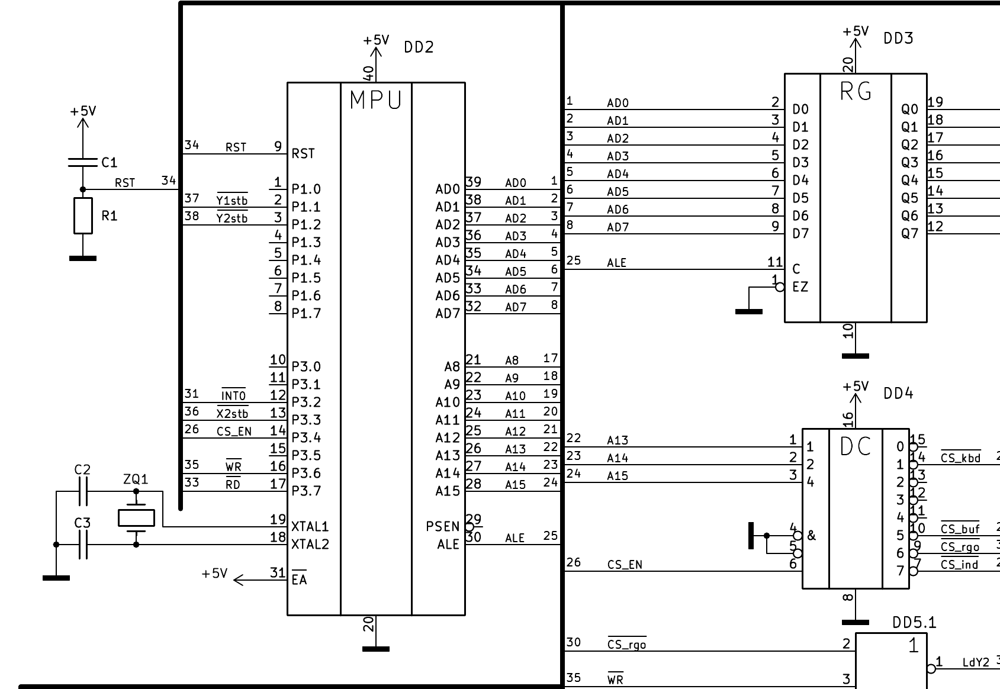 +5V DD2
40
MPU
+5V
C1
RST 34
R1
34 RST 9 RST
1 P1.0
37 Y1stb 2 P1.1
38 Y2stb 3 P1.2
4 P1.3
5 P1.4
6 P1.5
7 P1.6
8 P1.7
10 P3.0
11 P3.1
31 INT0 12 P3.2
36 X2stb 13 P3.3
26 CS_EN 14 P3.4
15 P3.5
35 WR 16 P3.6
33 RD 17 P3.7
C2
ZQ1
C3
19 XTAL1
18 XTAL2
+5V 31 EA
20
AD0 39 AD0 1
AD1 38 AD1 2
AD2 37 AD2 3
AD3 36 AD3 4
AD4 35 AD4 5
AD5 34 AD5 6
AD6 33 AD6 7
AD7 32 AD7 8
A8 21 A8 17
A9 22 A9 18
A10 23 A10 19
A11 24 A11 20
A12 25 A12 21
A13 26 A13 22
A14 27 A14 23
A15 28 A15 24
PSEN 29
ALE 30 ALE 25
+5V DD3
20
RG
1 AD0 2 D0 Q0 19
2 AD1 3 D1 Q1 18
3 AD2 4 D2 Q2 17
4 AD3 5 D3 Q3 16
5 AD4 6 D4 Q4 15
6 AD5 7 D5 Q5 14
7 AD6 8 D6 Q6 13
8 AD7 9 D7 Q7 12
25 ALE 11 C
1 EZ
10
+5V DD4
16
DC
22 A13 1 1 0 15
23 A14 2 2 1 14 CS_kbd 2
24 A15 3 4 2 13
3 12
4 11
4 & 5 10 CS_buf 2
5 6 9 CS_rgo 3
26 CS_EN 6 7 7 CS_ind 2
8
DD5.1
30 CS_rgo 2 1
1 LdY2 3
35 WR 3